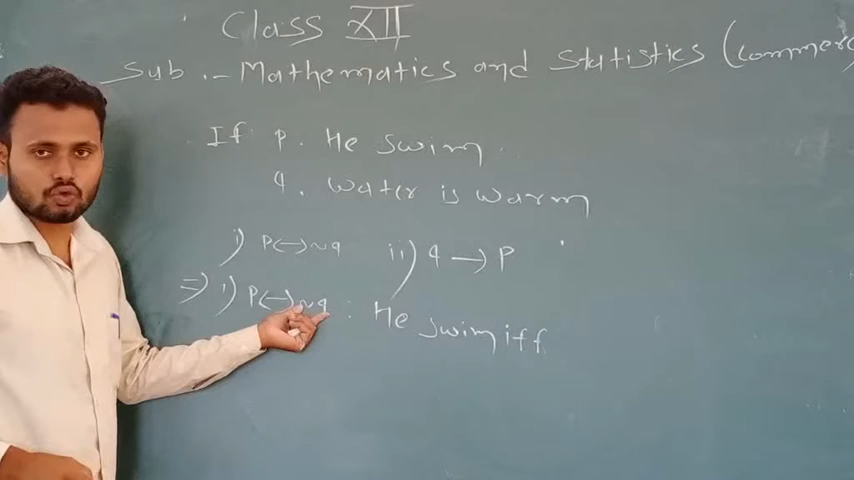 Class XII
Sub :- Mathematics and Statistics (Commerc
If p. He swim.
q. water is warm
i) P<->~q ii) q -> P
=> i) P<->~q : He swim iff